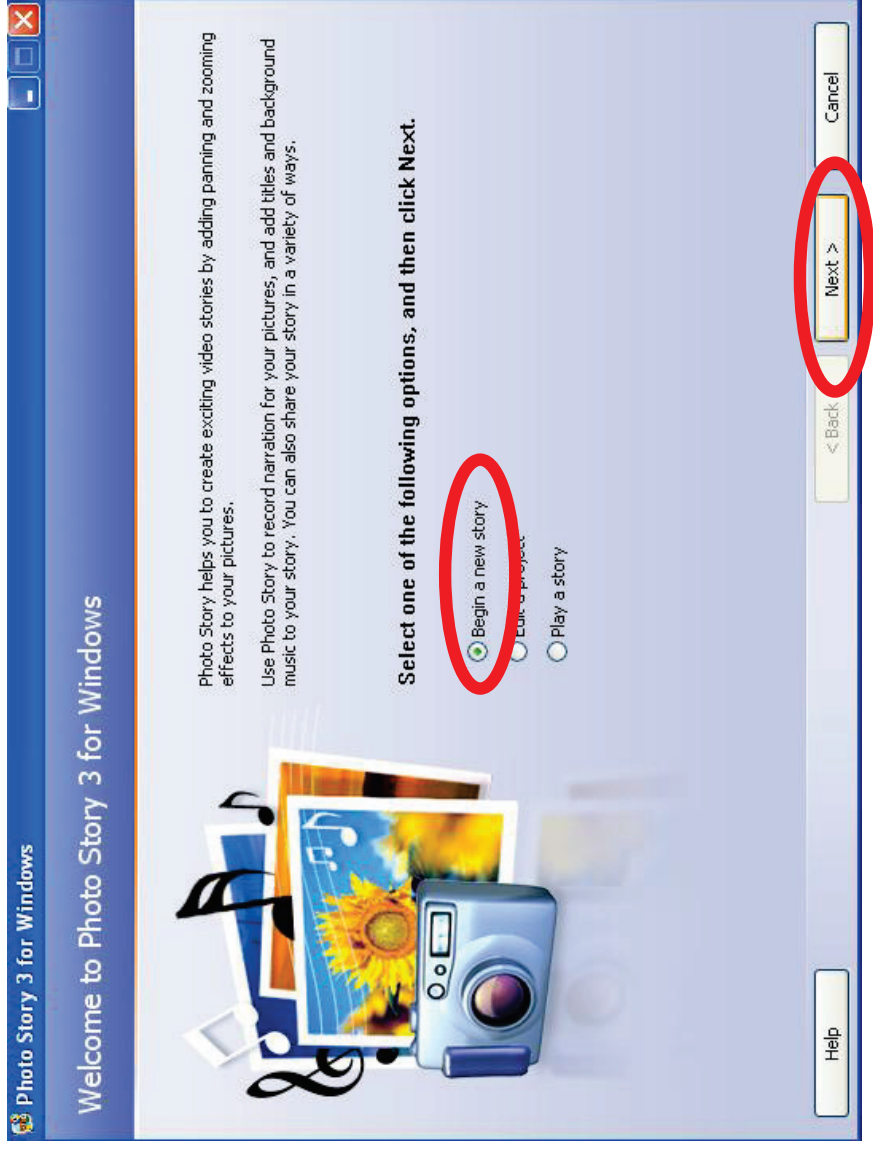 Photo Story 3 for Windows
Welcome to Photo Story 3 for Windows
Photo Story helps you to create exciting video stories by adding panning and zooming
effects to your pictures.
Use Photo Story to record narration for your pictures, and add titles and background
music to your story. You can also share your story in a variety of ways.
Select one of the following options, and then click Next.
Begin a new story
Edit a project
Play a story
Help
< Back
Next >
Cancel